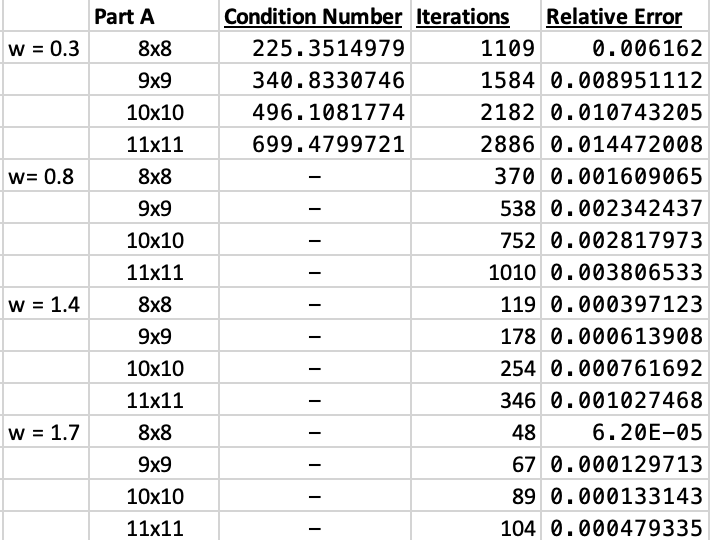 Part A Condition Number Iterations Relative Error
w = 0.3 8x8 225.3514979 1109 0.006162
9x9 340.8330746 1584 0.008951112
10x10 496.1081774 2182 0.010743205
11x11 699.4799721 2886 0.014472008
w= 0.8 8x8 – 370 0.001609065
9x9 – 538 0.002342437
10x10 – 752 0.002817973
11x11 – 1010 0.003806533
w = 1.4 8x8 – 119 0.000397123
9x9 – 178 0.000613908
10x10 – 254 0.000761692
11x11 – 346 0.001027468
w = 1.7 8x8 – 48 6.20E–05
9x9 – 67 0.000129713
10x10 – 89 0.000133143
11x11 – 104 0.000479335